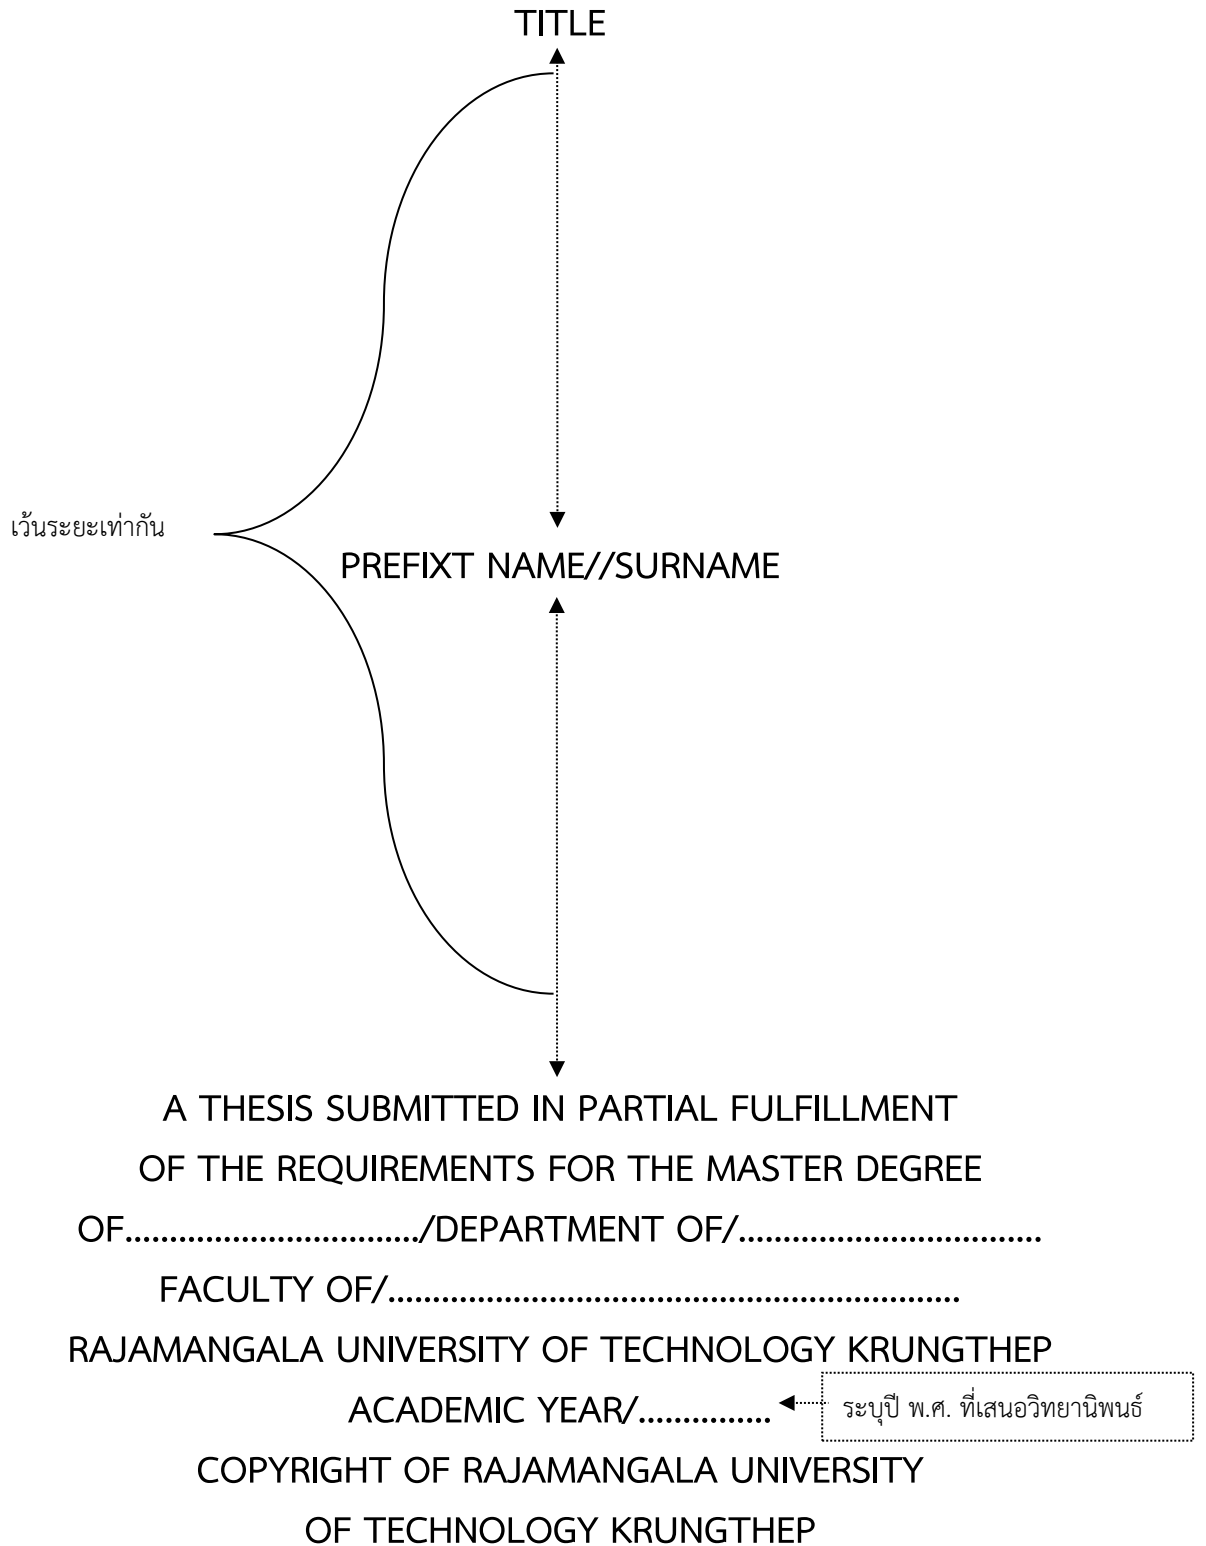 TITLE
เว้นระยะเท่ากัน
PREFIXT NAME//SURNAME
A THESIS SUBMITTED IN PARTIAL FULFILLMENT
OF THE REQUIREMENTS FOR THE MASTER DEGREE
OF................................./DEPARTMENT OF/..................................
FACULTY OF/................................................................
RAJAMANGALA UNIVERSITY OF TECHNOLOGY KRUNGTHEP
ACADEMIC YEAR/............... ระบุปี พ.ศ. ที่เสนอวิทยานิพนธ์
COPYRIGHT OF RAJAMANGALA UNIVERSITY
OF TECHNOLOGY KRUNGTHEP